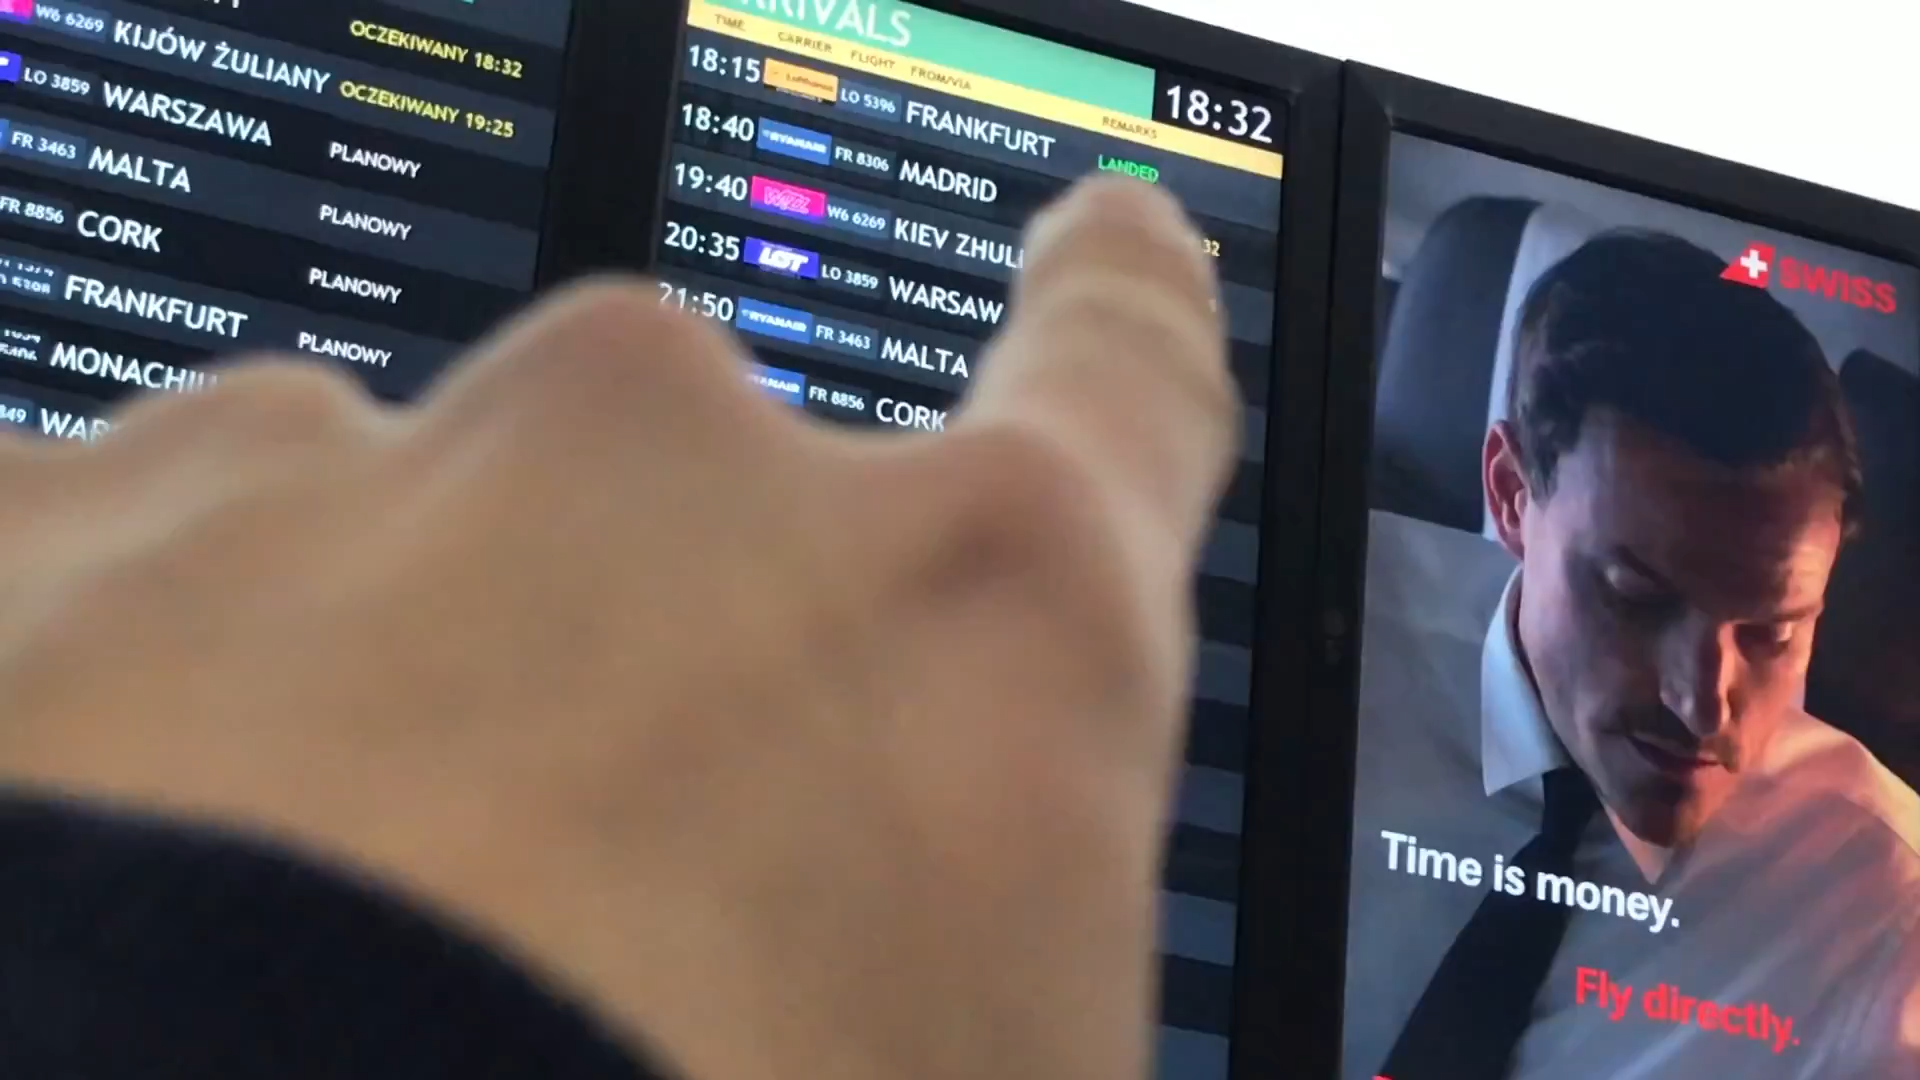 W6 6269 KIJÓW ŻULIANY OCZEKIWANY 18:32
LO 3859 WARSZAWA OCZEKIWANY 19:25
FR 3463 MALTA PLANOWY
FR 8856 CORK PLANOWY
FRANKFURT PLANOWY
PLANOWY
ARRIVALS
18:32
TIME CARRIER FLIGHT FROM/VIA REMARKS
18:15 Lufthansa LO 5396 FRANKFURT LANDED
18:40 RYANAIR FR 8306 MADRID 32
19:40 WIZZ W6 6269 KIEV
20:35 LOT LO 3859 WARSAW
21:50 RYANAIR FR 3463 MALTA
RYANAIR FR 8856 CORK
SWISS
Time is money.
Fly directly.